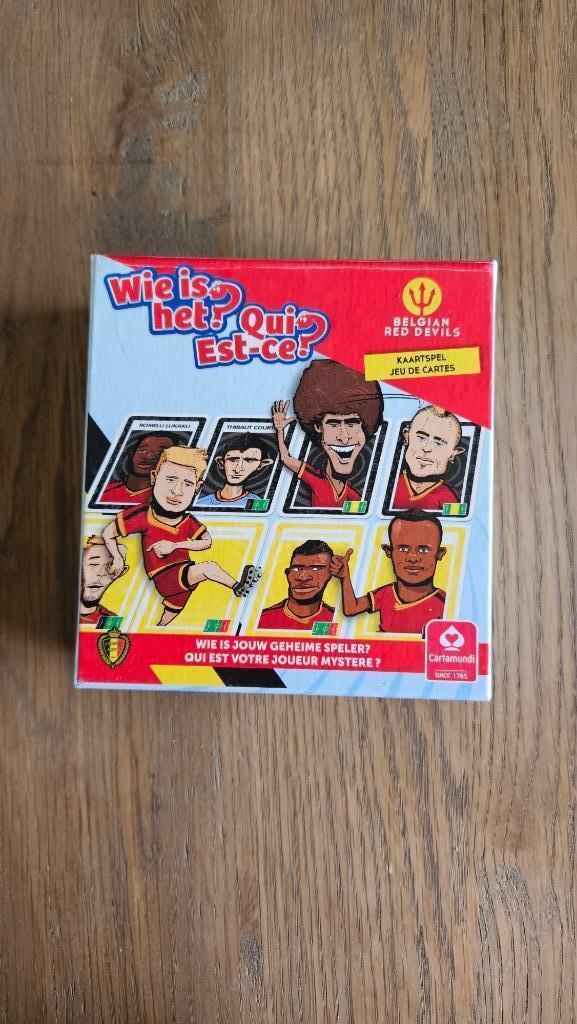 Wie is
het?
Qui
Est-ce?
BELGIAN
RED DEVILS
KAARTSPEL
JEU DE CARTES
ROMELU LUKAKU
THIBAUT COURT
WIE IS JOUW GEHEIME SPELER?
QUI EST VOTRE JOUEUR MYSTERE ?
Cartamundi
SINCE 1765